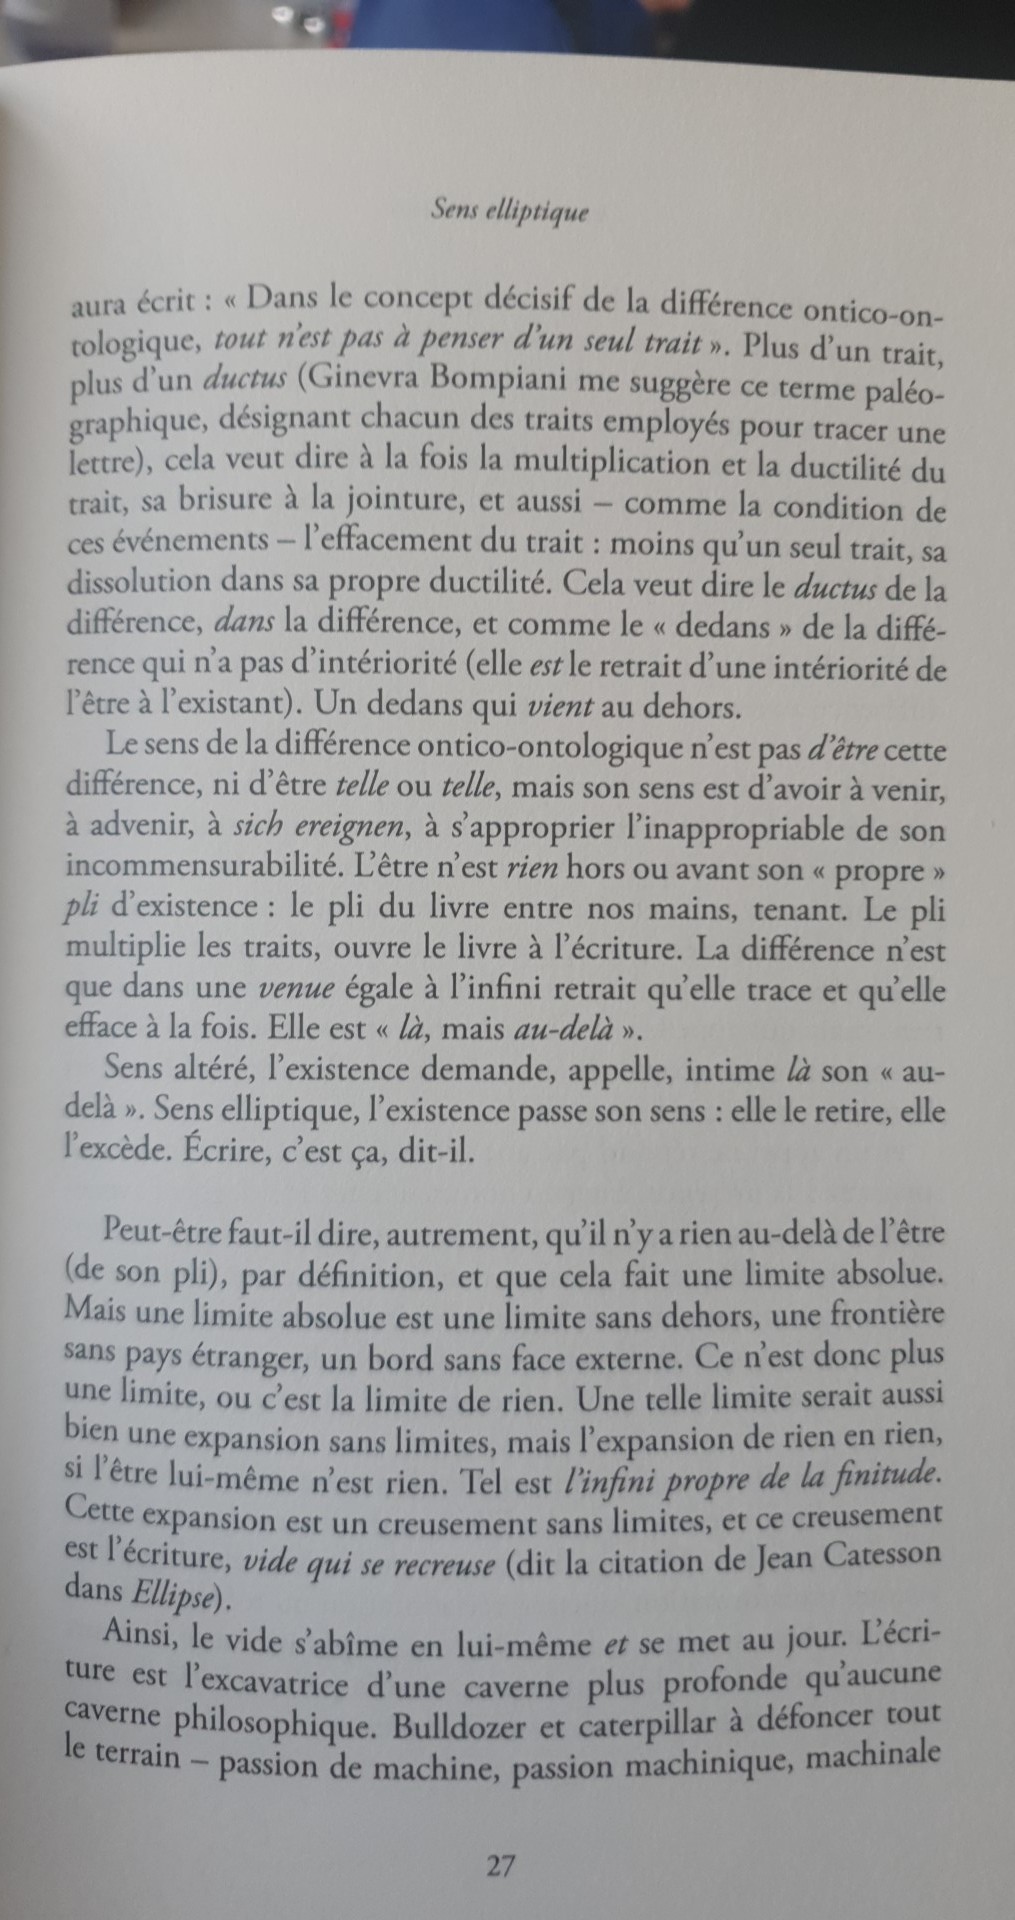 Sens elliptique
aura écrit : « Dans le concept décisif de la différence ontico-on-
tologique, tout n'est pas à penser d'un seul trait ». Plus d'un trait,
plus d'un ductus (Ginevra Bompiani me suggère ce terme paléo-
graphique, désignant chacun des traits employés pour tracer une
lettre), cela veut dire à la fois la multiplication et la ductilité du
trait, sa brisure à la jointure, et aussi – comme la condition de
ces événements – l'effacement du trait : moins qu'un seul trait, sa
dissolution dans sa propre ductilité. Cela veut dire le ductus de la
différence, dans la différence, et comme le « dedans » de la diffé-
rence qui n'a pas d'intériorité (elle est le retrait d'une intériorité de
l'être à l'existant). Un dedans qui vient au dehors.
Le sens de la différence ontico-ontologique n'est pas d'être cette
différence, ni d'être telle ou telle, mais son sens est d'avoir à venir,
à advenir, à sich ereignen, à s'approprier l'inappropriable de son
incommensurabilité. L'être n'est rien hors ou avant son « propre »
pli d'existence : le pli du livre entre nos mains, tenant. Le pli
multiplie les traits, ouvre le livre à l'écriture. La différence n'est
que dans une venue égale à l'infini retrait qu'elle trace et qu'elle
efface à la fois. Elle est « là, mais au-delà ».
Sens altéré, l'existence demande, appelle, intime là son « au-
delà ». Sens elliptique, l'existence passe son sens : elle le retire, elle
l'excède. Écrire, c'est ça, dit-il.
Peut-être faut-il dire, autrement, qu'il n'y a rien au-delà de l'être
(de son pli), par définition, et que cela fait une limite absolue.
Mais une limite absolue est une limite sans dehors, une frontière
sans pays étranger, un bord sans face externe. Ce n'est donc plus
une limite, ou c'est la limite de rien. Une telle limite serait aussi
bien une expansion sans limites, mais l'expansion de rien en rien,
si l'être lui-même n'est rien. Tel est l'infini propre de la finitude.
Cette expansion est un creusement sans limites, et ce creusement
est l'écriture, vide qui se recreuse (dit la citation de Jean Catesson
dans Ellipse).
Ainsi, le vide s'abîme en lui-même et se met au jour. L'écri-
ture est l'excavatrice d'une caverne plus profonde qu'aucune
caverne philosophique. Bulldozer et caterpillar à défoncer tout
le terrain – passion de machine, passion machinique, machinale
27